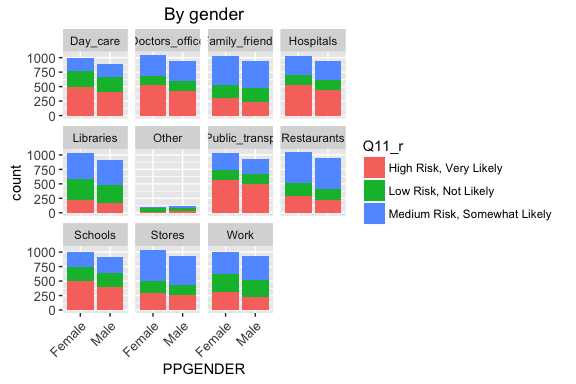 By gender
Day_care Doctors_office Family_friend Hospitals
1000
750
500
250
0
Libraries Other Public_transp Restaurants
1000
750
500
250
0
Schools Stores Work
1000
750
500
250
0
Female Male Female Male Female Male
PPGENDER
count
Q11_r
High Risk, Very Likely
Low Risk, Not Likely
Medium Risk, Somewhat Likely